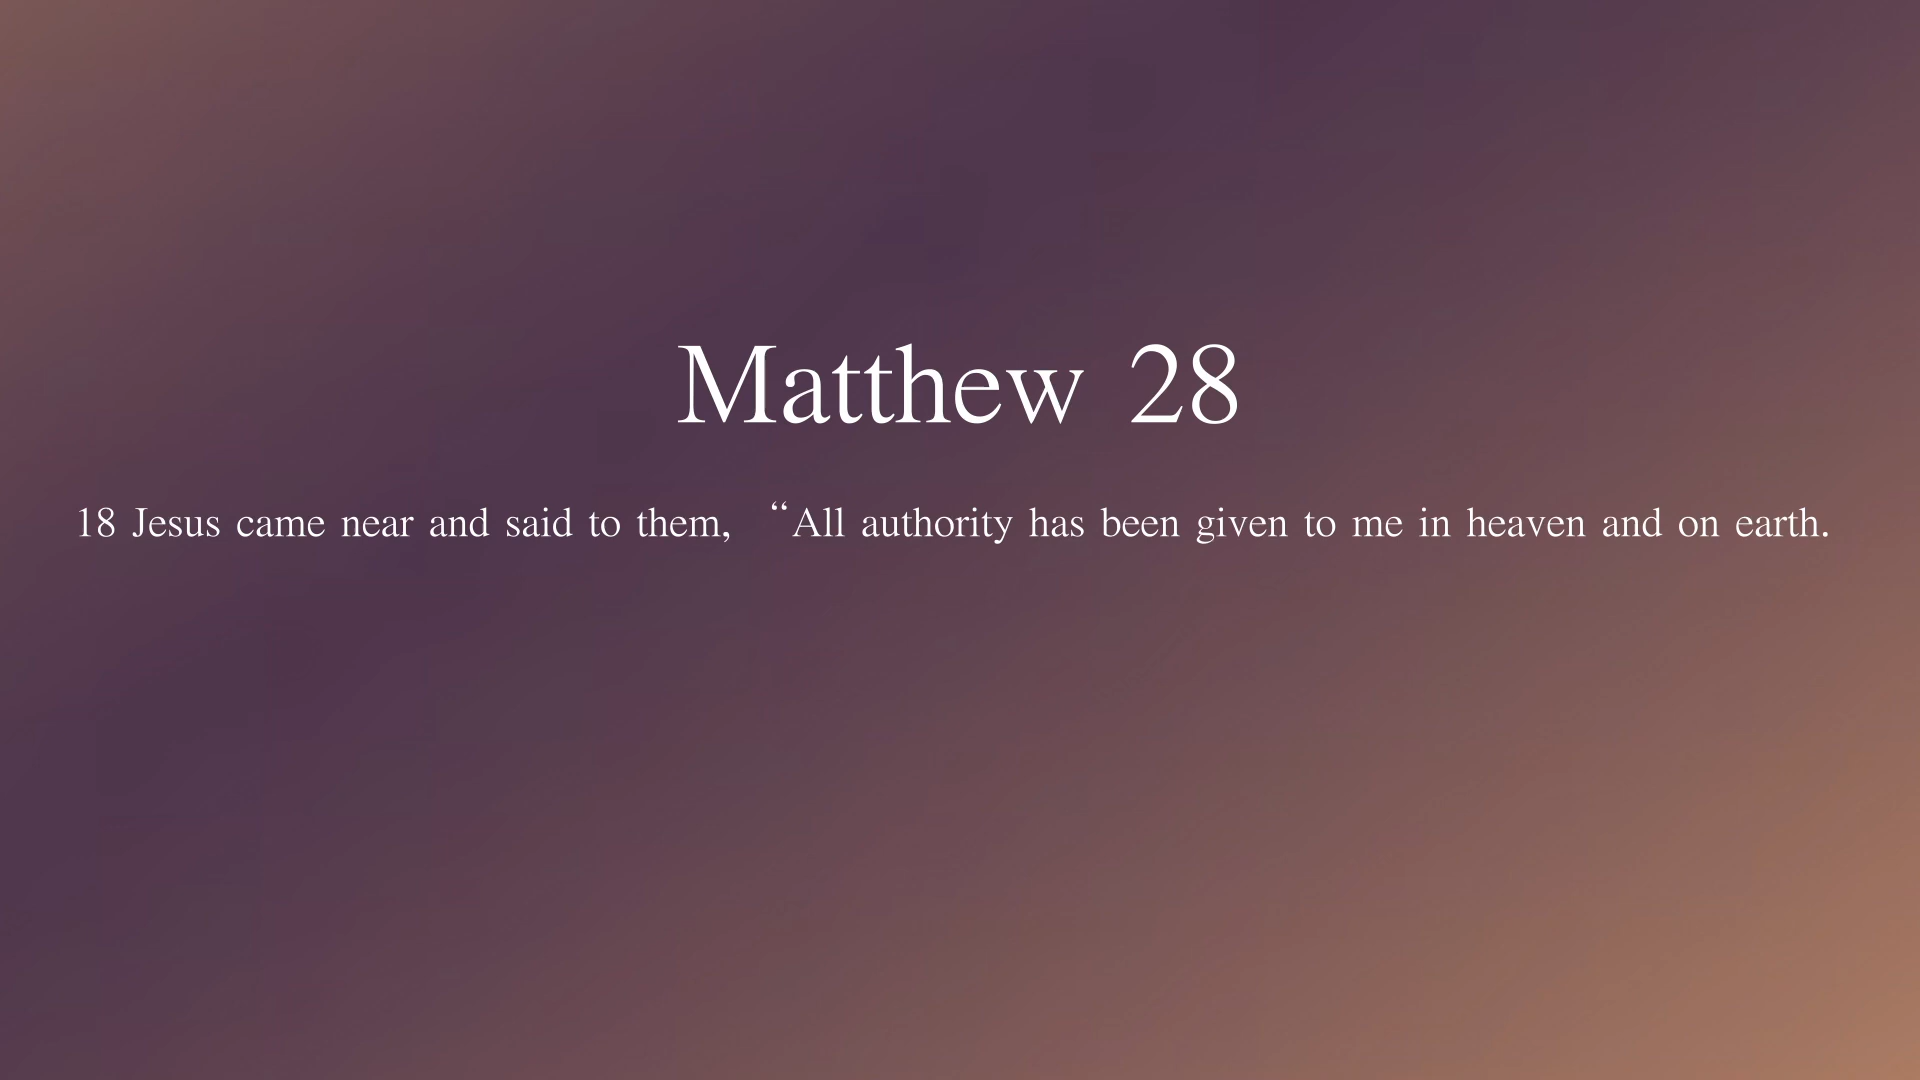 Matthew 28
18 Jesus came near and said to them, “All authority has been given to me in heaven and on earth.